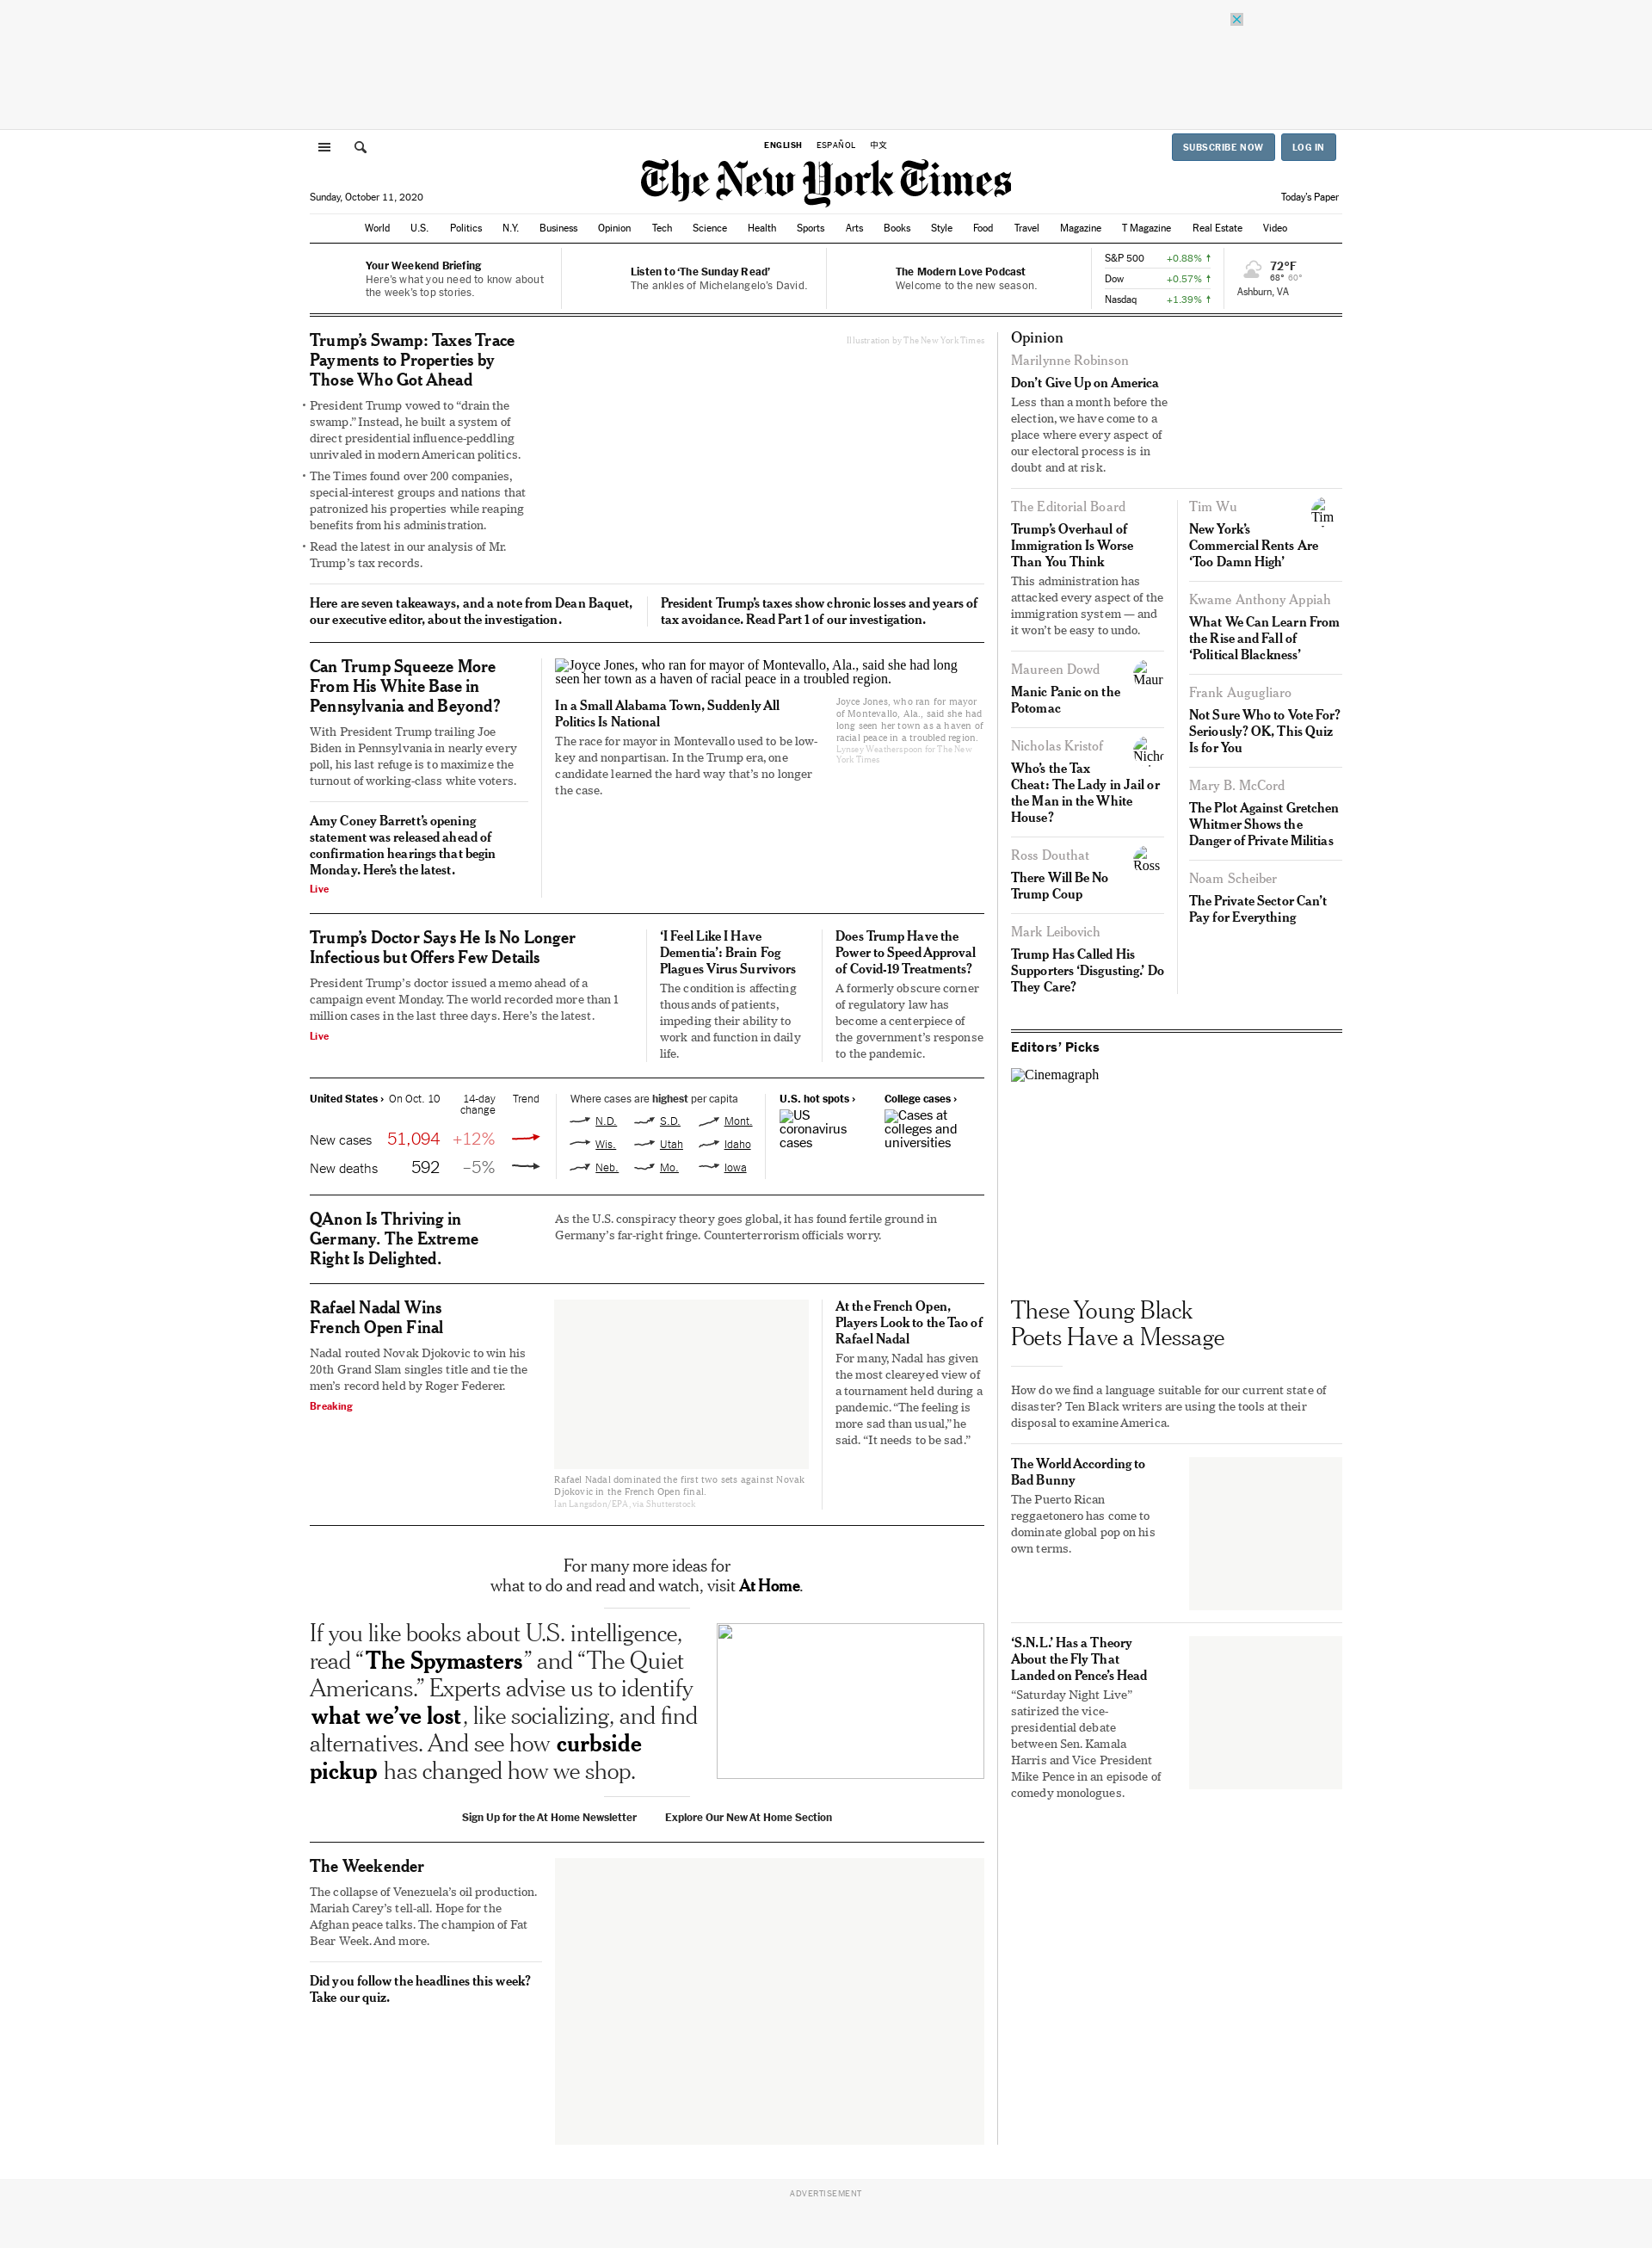 ENGLISH ESPAÑOL 中文
SUBSCRIBE NOW
LOG IN
The New York Times
Sunday, October 11, 2020
Today's Paper
World U.S. Politics N.Y. Business Opinion Tech Science Health Sports Arts Books Style Food Travel Magazine T Magazine Real Estate Video
Your Weekend Briefing
Here's what you need to know about
the week's top stories.
Listen to ‘The Sunday Read’
The ankles of Michelangelo's David.
The Modern Love Podcast
Welcome to the new season.
S&P 500 +0.88%
Dow +0.57%
Nasdaq +1.39%
72°F
68° 60°
Ashburn, VA
Trump’s Swamp: Taxes Trace
Payments to Properties by
Those Who Got Ahead
• President Trump vowed to “drain the
swamp.” Instead, he built a system of
direct presidential influence-peddling
unrivaled in modern American politics.
• The Times found over 200 companies,
special-interest groups and nations that
patronized his properties while reaping
benefits from his administration.
• Read the latest in our analysis of Mr.
Trump’s tax records.
Illustration by The New York Times
Here are seven takeaways, and a note from Dean Baquet,
our executive editor, about the investigation.
President Trump’s taxes show chronic losses and years of
tax avoidance. Read Part 1 of our investigation.
Can Trump Squeeze More
From His White Base in
Pennsylvania and Beyond?
With President Trump trailing Joe
Biden in Pennsylvania in nearly every
poll, his last refuge is to maximize the
turnout of working-class white voters.
Amy Coney Barrett’s opening
statement was released ahead of
confirmation hearings that begin
Monday. Here’s the latest.
Live
Joyce Jones, who ran for mayor of Montevallo, Ala., said she had long
seen her town as a haven of racial peace in a troubled region.
In a Small Alabama Town, Suddenly All
Politics Is National
The race for mayor in Montevallo used to be low-
key and nonpartisan. In the Trump era, one
candidate learned the hard way that’s no longer
the case.
Joyce Jones, who ran for mayor
of Montevallo, Ala., said she had
long seen her town as a haven of
racial peace in a troubled region.
Lynsey Weatherspoon for The New
York Times
Trump’s Doctor Says He Is No Longer
Infectious but Offers Few Details
President Trump’s doctor issued a memo ahead of a
campaign event Monday. The world recorded more than 1
million cases in the last three days. Here’s the latest.
Live
‘I Feel Like I Have
Dementia’: Brain Fog
Plagues Virus Survivors
The condition is affecting
thousands of patients,
impeding their ability to
work and function in daily
life.
Does Trump Have the
Power to Speed Approval
of Covid-19 Treatments?
A formerly obscure corner
of regulatory law has
become a centerpiece of
the government’s response
to the pandemic.
United States › On Oct. 10 14-day Trend
change
New cases 51,094 +12%
New deaths 592 –5%
Where cases are highest per capita
N.D. S.D. Mont.
Wis. Utah Idaho
Neb. Mo. Iowa
U.S. hot spots ›
US
coronavirus
cases
College cases ›
Cases at
colleges and
universities
QAnon Is Thriving in
Germany. The Extreme
Right Is Delighted.
As the U.S. conspiracy theory goes global, it has found fertile ground in
Germany’s far-right fringe. Counterterrorism officials worry.
Rafael Nadal Wins
French Open Final
Nadal routed Novak Djokovic to win his
20th Grand Slam singles title and tie the
men’s record held by Roger Federer.
Breaking
Rafael Nadal dominated the first two sets against Novak
Djokovic in the French Open final.
Ian Langsdon/EPA, via Shutterstock
At the French Open,
Players Look to the Tao of
Rafael Nadal
For many, Nadal has given
the most cleareyed view of
a tournament held during a
pandemic. “The feeling is
more sad than usual,” he
said. “It needs to be sad.”
For many more ideas for
what to do and read and watch, visit At Home.
If you like books about U.S. intelligence,
read “The Spymasters” and “The Quiet
Americans.” Experts advise us to identify
what we’ve lost, like socializing, and find
alternatives. And see how curbside
pickup has changed how we shop.
Sign Up for the At Home Newsletter
Explore Our New At Home Section
The Weekender
The collapse of Venezuela’s oil production.
Mariah Carey’s tell-all. Hope for the
Afghan peace talks. The champion of Fat
Bear Week. And more.
Did you follow the headlines this week?
Take our quiz.
Opinion
Marilynne Robinson
Don’t Give Up on America
Less than a month before the
election, we have come to a
place where every aspect of
our electoral process is in
doubt and at risk.
The Editorial Board
Trump’s Overhaul of
Immigration Is Worse
Than You Think
This administration has
attacked every aspect of the
immigration system — and
it won’t be easy to undo.
Maureen Dowd
Maur
Manic Panic on the
Potomac
Nicholas Kristof
Nicho
Who’s the Tax
Cheat: The Lady in Jail or
the Man in the White
House?
Ross Douthat
Ross
There Will Be No
Trump Coup
Mark Leibovich
Trump Has Called His
Supporters ‘Disgusting.’ Do
They Care?
Tim Wu
Tim
New York’s
Commercial Rents Are
‘Too Damn High’
Kwame Anthony Appiah
What We Can Learn From
the Rise and Fall of
‘Political Blackness’
Frank Augugliaro
Not Sure Who to Vote For?
Seriously? OK, This Quiz
Is for You
Mary B. McCord
The Plot Against Gretchen
Whitmer Shows the
Danger of Private Militias
Noam Scheiber
The Private Sector Can’t
Pay for Everything
Editors’ Picks
Cinemagraph
These Young Black
Poets Have a Message
How do we find a language suitable for our current state of
disaster? Ten Black writers are using the tools at their
disposal to examine America.
The World According to
Bad Bunny
The Puerto Rican
reggaetonero has come to
dominate global pop on his
own terms.
‘S.N.L.’ Has a Theory
About the Fly That
Landed on Pence’s Head
“Saturday Night Live”
satirized the vice-
presidential debate
between Sen. Kamala
Harris and Vice President
Mike Pence in an episode of
comedy monologues.
ADVERTISEMENT